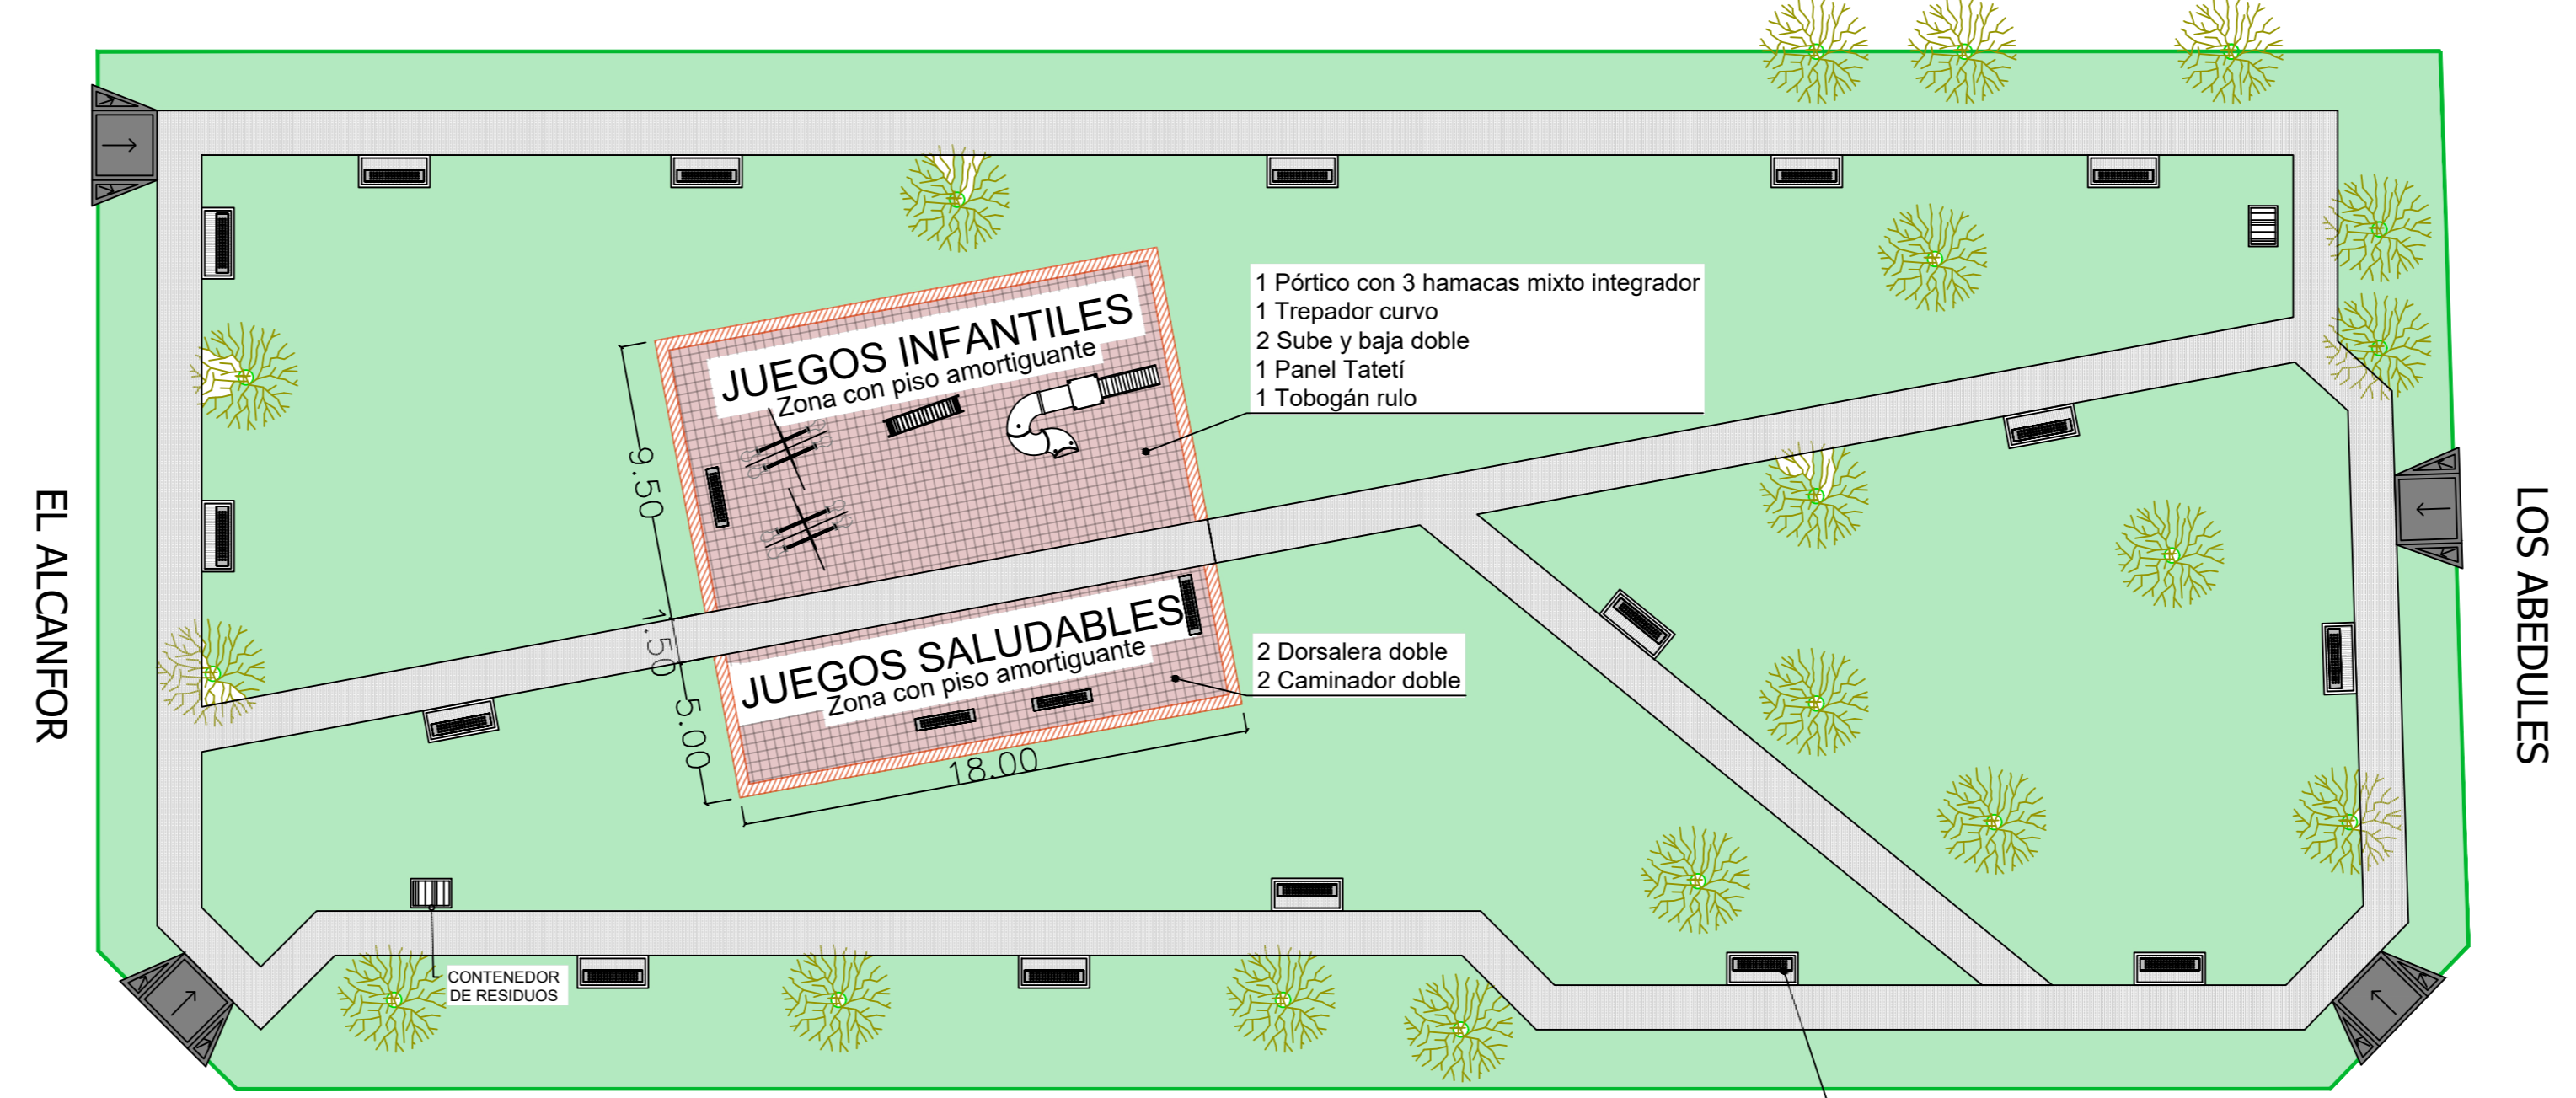 1 Pórtico con 3 hamacas mixto integrador
1 Trepador curvo
2 Sube y baja doble
1 Panel Tatetí
1 Tobogán rulo
JUEGOS INFANTILES
Zona con piso amortiguante
9.50
EL ALCANFOR
LOS ABEDULES
1.50
JUEGOS SALUDABLES
Zona con piso amortiguante
2 Dorsalera doble
2 Caminador doble
5.00
18.00
CONTENEDOR
DE RESIDUOS